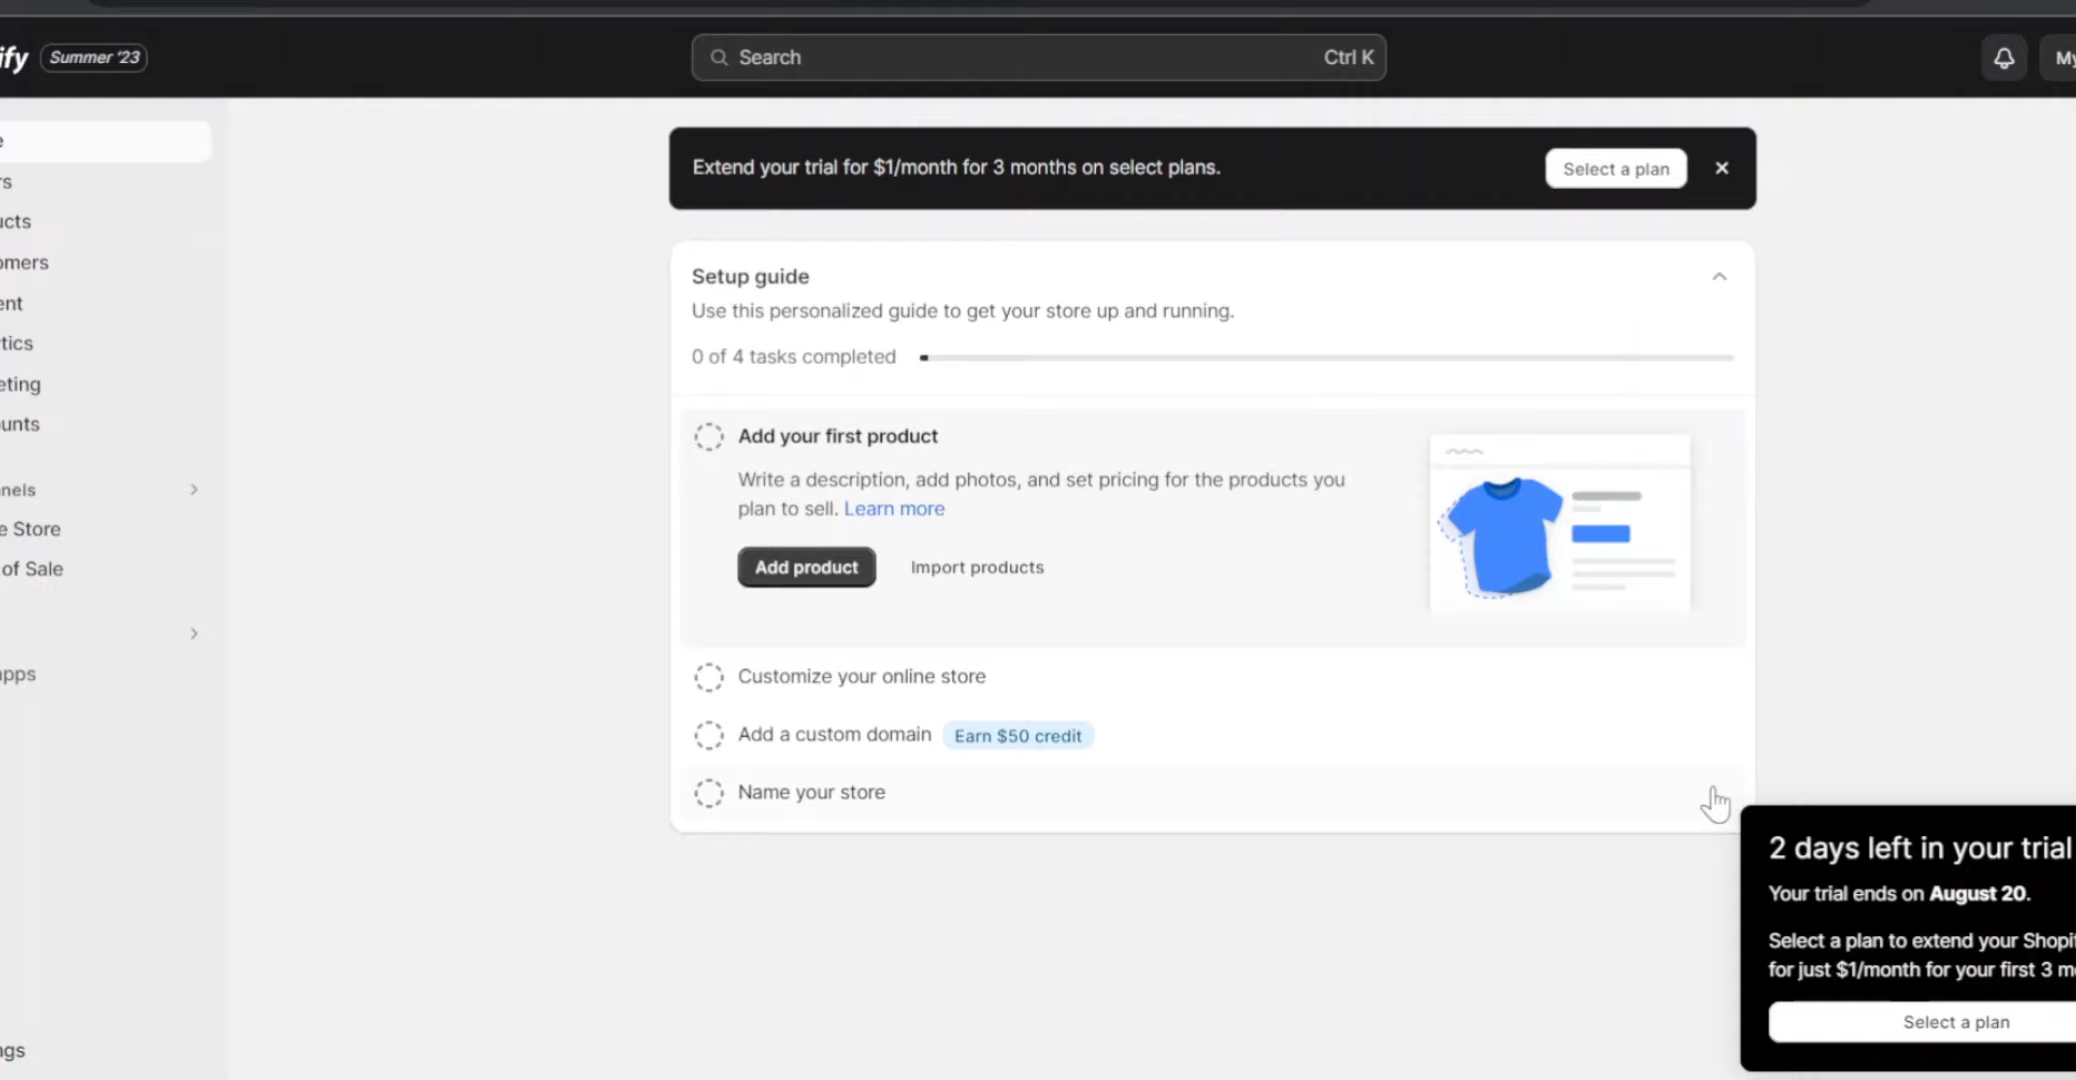 ify Summer '23
Search Ctrl K
My
e
rs
ucts
omers
ent
tics
eting
ounts
nels
e Store
of Sale
apps
ngs
Extend your trial for $1/month for 3 months on select plans.
Select a plan
Setup guide
Use this personalized guide to get your store up and running.
0 of 4 tasks completed
Add your first product
Write a description, add photos, and set pricing for the products you
plan to sell. Learn more
Add product Import products
Customize your online store
Add a custom domain Earn $50 credit
Name your store
2 days left in your trial
Your trial ends on August 20.
Select a plan to extend your Shopif
for just $1/month for your first 3 m
Select a plan